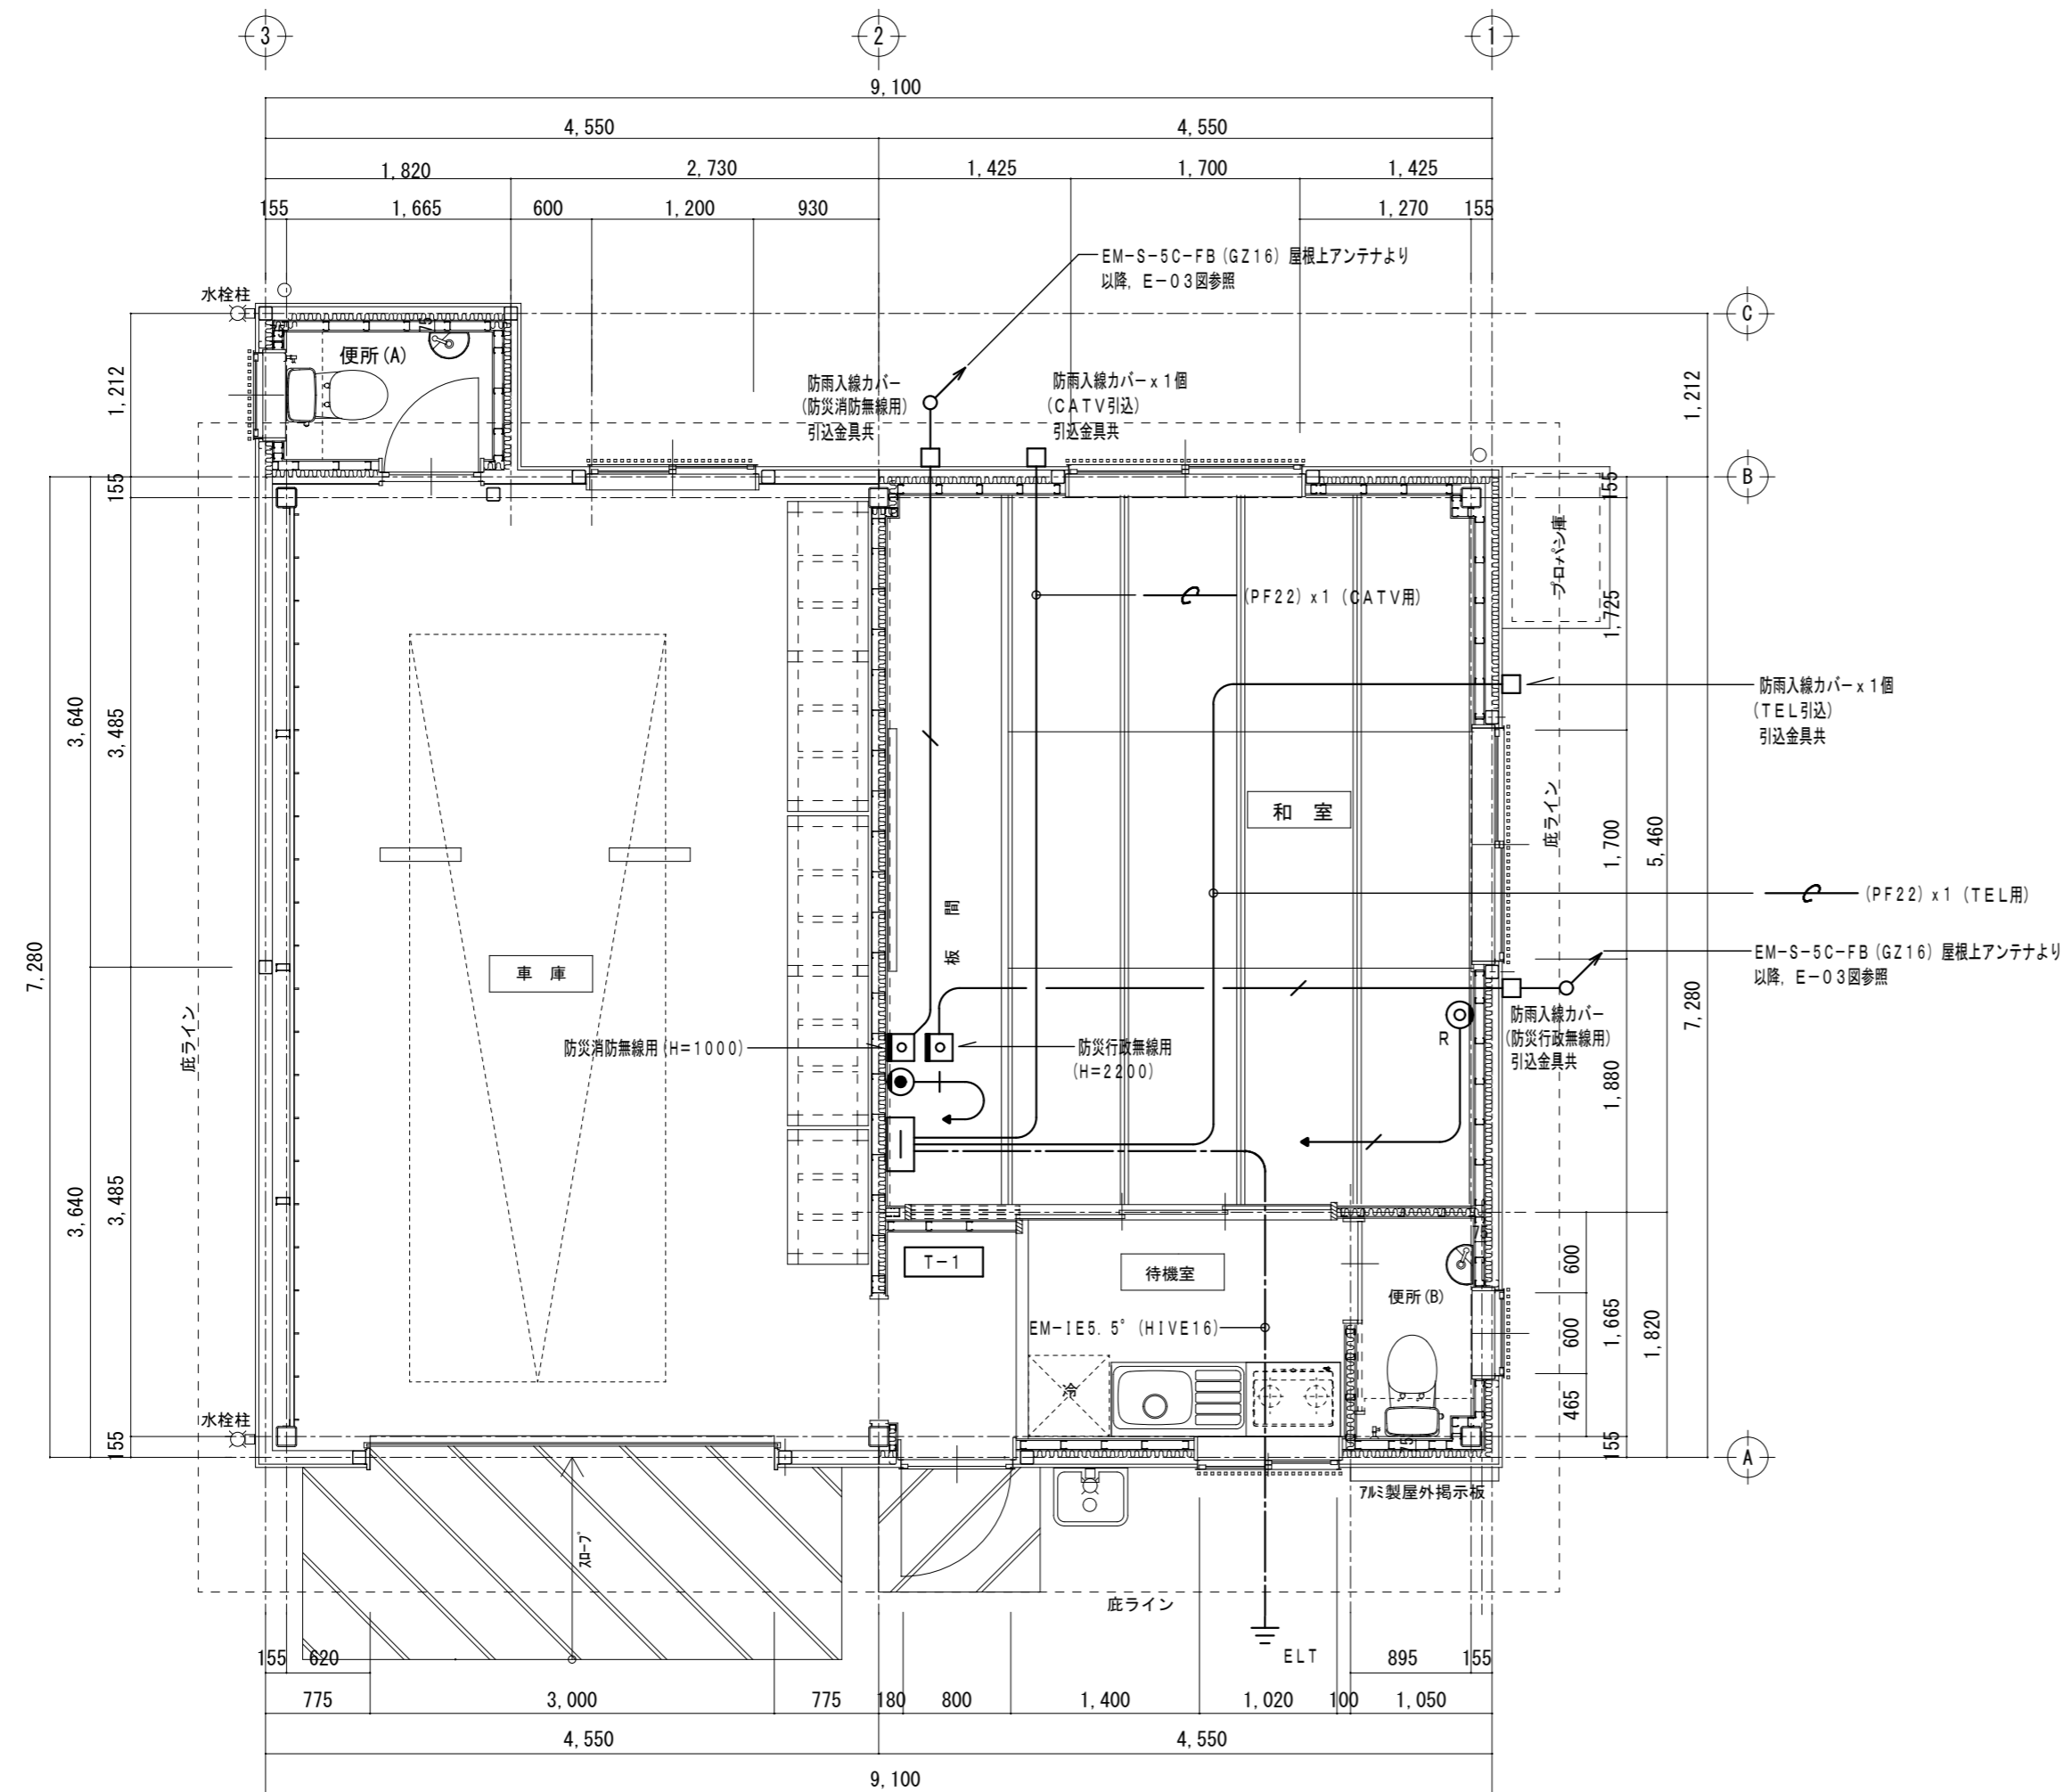 3
2
1
9,100
4,550
4,550
1,820
2,730
1,425
1,700
1,425
155
1,665
600
1,200
930
1,270
155
EM-S-5C-FB(GZ16) 屋根上アンテナより
以降, E-03図参照
水栓柱
C
75
便所(A)
防雨入線カバー
(防災消防無線用)
引込金具共
防雨入線カバーx1個
(CATV引込)
引込金具共
1,212
1,212
155
B
155
プロパン庫
(PF22)x1 (CATV用)
1,725
防雨入線カバーx1個
(TEL引込)
引込金具共
3,640
3,485
和 室
庇ライン
1,700
5,460
(PF22)x1 (TEL用)
板 間
7,280
車 庫
EM-S-5C-FB(GZ16) 屋根上アンテナより
以降, E-03図参照
7,280
防雨入線カバー
(防災行政無線用)
引込金具共
庇ライン
R
防災消防無線用(H=1000)
防災行政無線用
(H=2200)
1,880
3,640
3,485
75
T-1
待機室
600
便所(B)
EM-IE5.5°(HIVE16)
600
1,665
1,820
冷
465
水栓柱
155
75
155
A
アルミ製屋外掲示板
スロープ
庇ライン
ELT
155
620
895
155
775
3,000
775
180
800
1,400
1,020
100
1,050
4,550
4,550
9,100